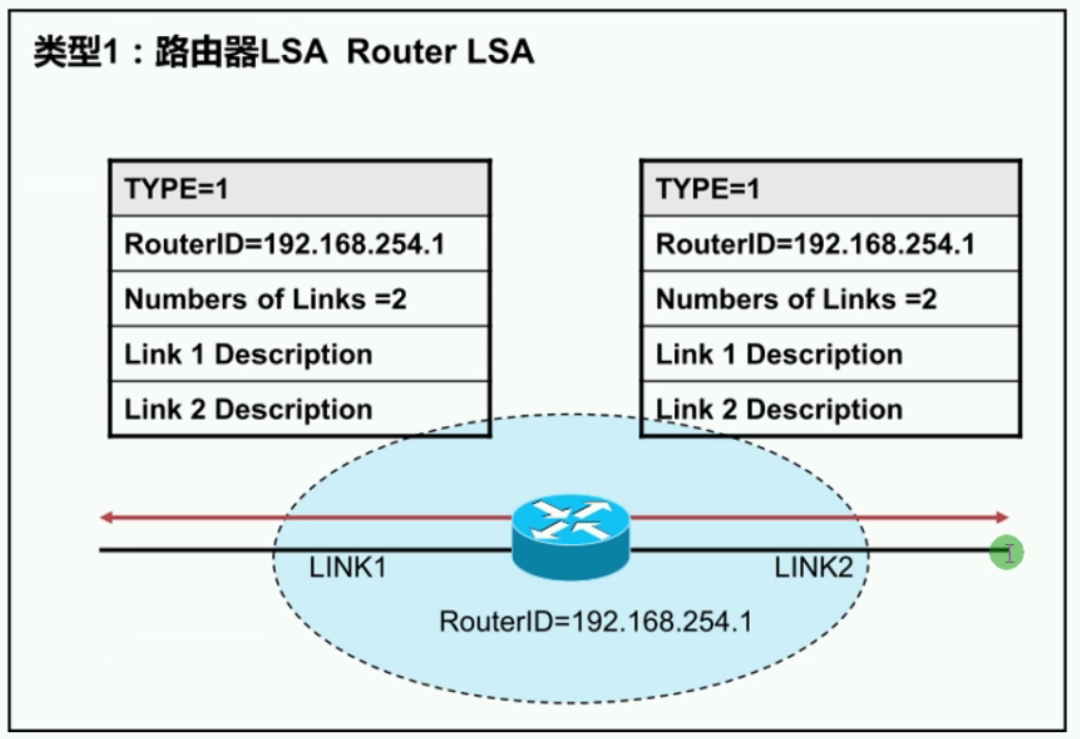 类型1：路由器LSA  Router LSA
TYPE=1
RouterID=192.168.254.1
Numbers of Links =2
Link 1 Description
Link 2 Description
TYPE=1
RouterID=192.168.254.1
Numbers of Links =2
Link 1 Description
Link 2 Description
LINK1
LINK2
RouterID=192.168.254.1